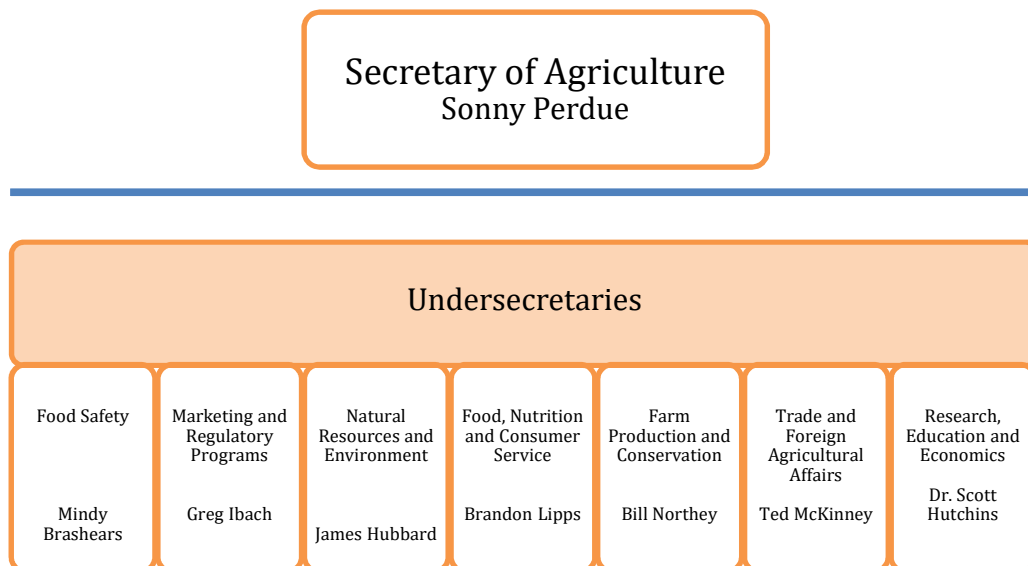 Secretary of Agriculture
Sonny Perdue
Undersecretaries
Food Safety
Mindy
Brashears
Marketing and
Regulatory
Programs
Greg Ibach
Natural
Resources and
Environment
James Hubbard
Food, Nutrition
and Consumer
Service
Brandon Lipps
Farm
Production and
Conservation
Bill Northey
Trade and
Foreign
Agricultural
Affairs
Ted McKinney
Research,
Education and
Economics
Dr. Scott
Hutchins